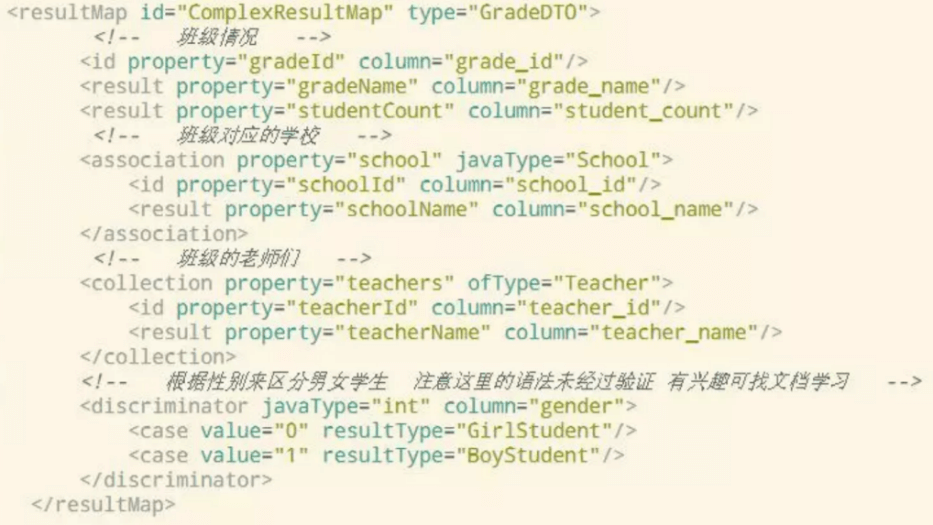 <resultMap id="ComplexResultMap" type="GradeDTO">
<!-- 班级情况 -->
<id property="gradeId" column="grade_id"/>
<result property="gradeName" column="grade_name"/>
<result property="studentCount" column="student_count"/>
<!-- 班级对应的学校 -->
<association property="school" javaType="School">
<id property="schoolId" column="school_id"/>
<result property="schoolName" column="school_name"/>
</association>
<!-- 班级的老师们 -->
<collection property="teachers" ofType="Teacher">
<id property="teacherId" column="teacher_id"/>
<result property="teacherName" column="teacher_name"/>
</collection>
<!-- 根据性别来区分男女学生 注意这里的语法未经过验证 有兴趣可找文档学习 -->
<discriminator javaType="int" column="gender">
<case value="0" resultType="GirlStudent"/>
<case value="1" resultType="BoyStudent"/>
</discriminator>
</resultMap>